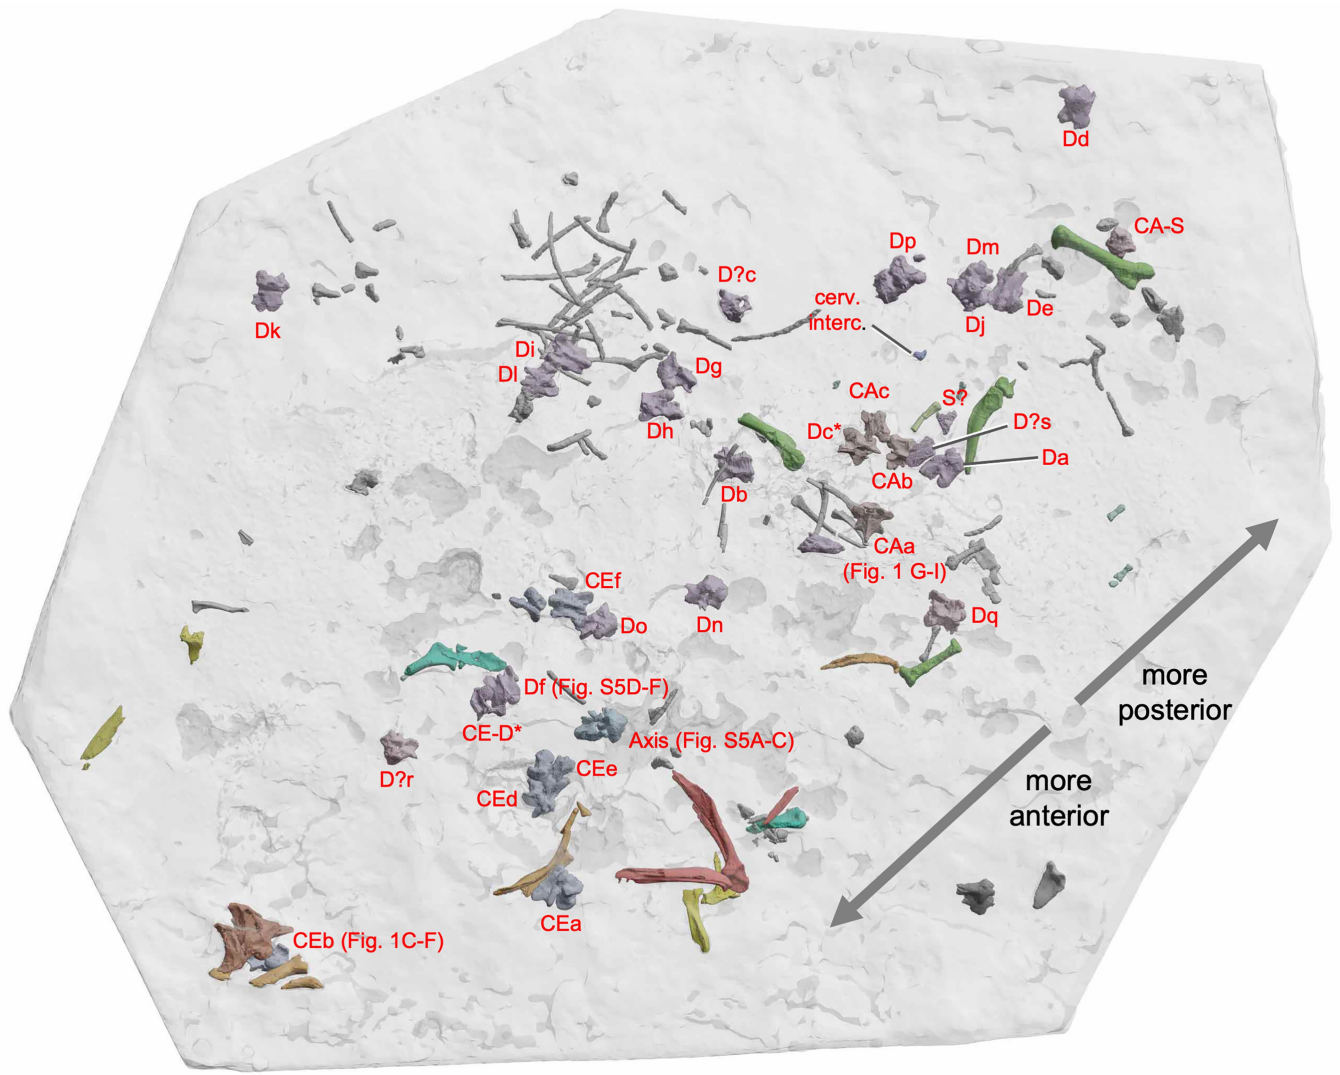 Dd
CA-S
Dp
Dm
D?c
cerv.
interc.
De
Dj
Dk
Di
Dl
Dg
Dh
CAc
S?
Dc*
D?s
CAb
Da
Db
CAa
(Fig. 1 G-I)
CEf
Do
Dn
Dq
Df (Fig. S5D-F)
CE-D*
Axis (Fig. S5A-C)
D?r
CEe
CEd
more
posterior
more
anterior
CEa
CEb (Fig. 1C-F)